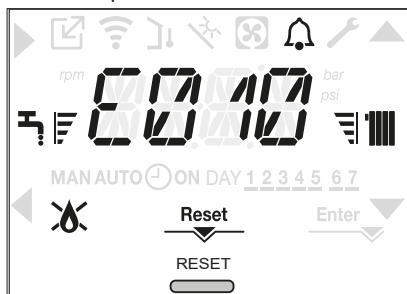 rpm
bar
psi
E010
MAN AUTO ON DAY 1 2 3 4 5 6 7
Reset
Enter
RESET